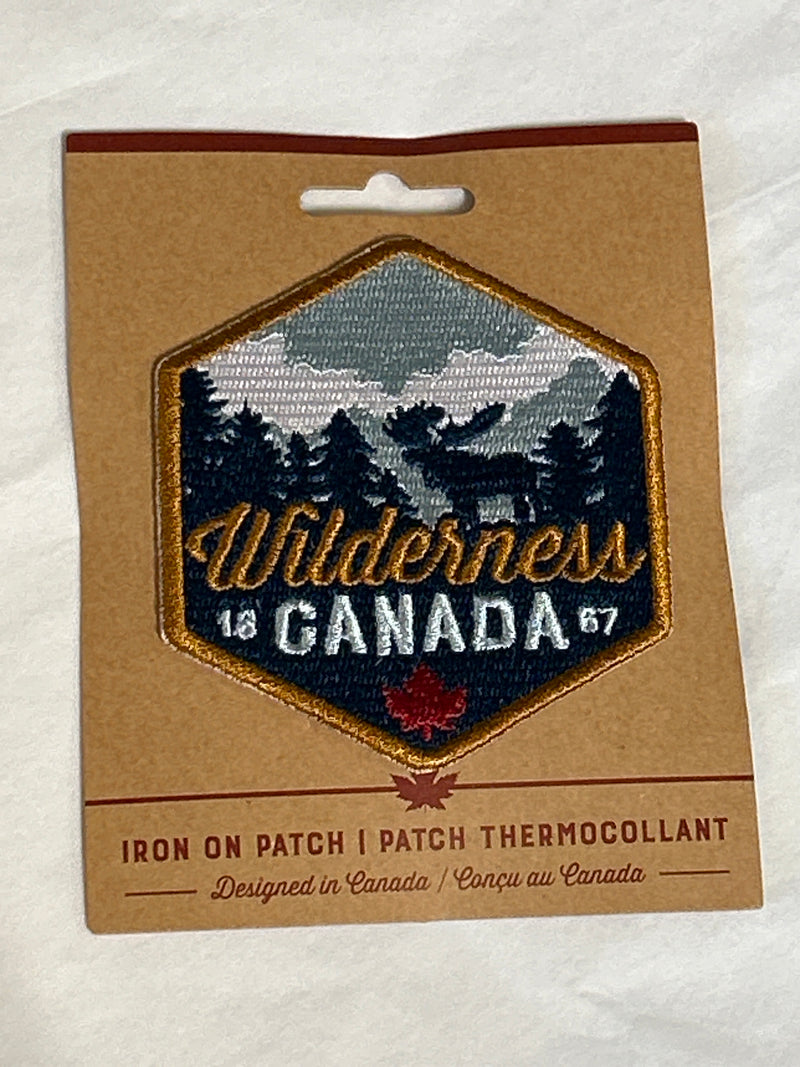 Wilderness
18 CANADA 67
IRON ON PATCH | PATCH THERMOCOLLANT
Designed in Canada / Conçu au Canada